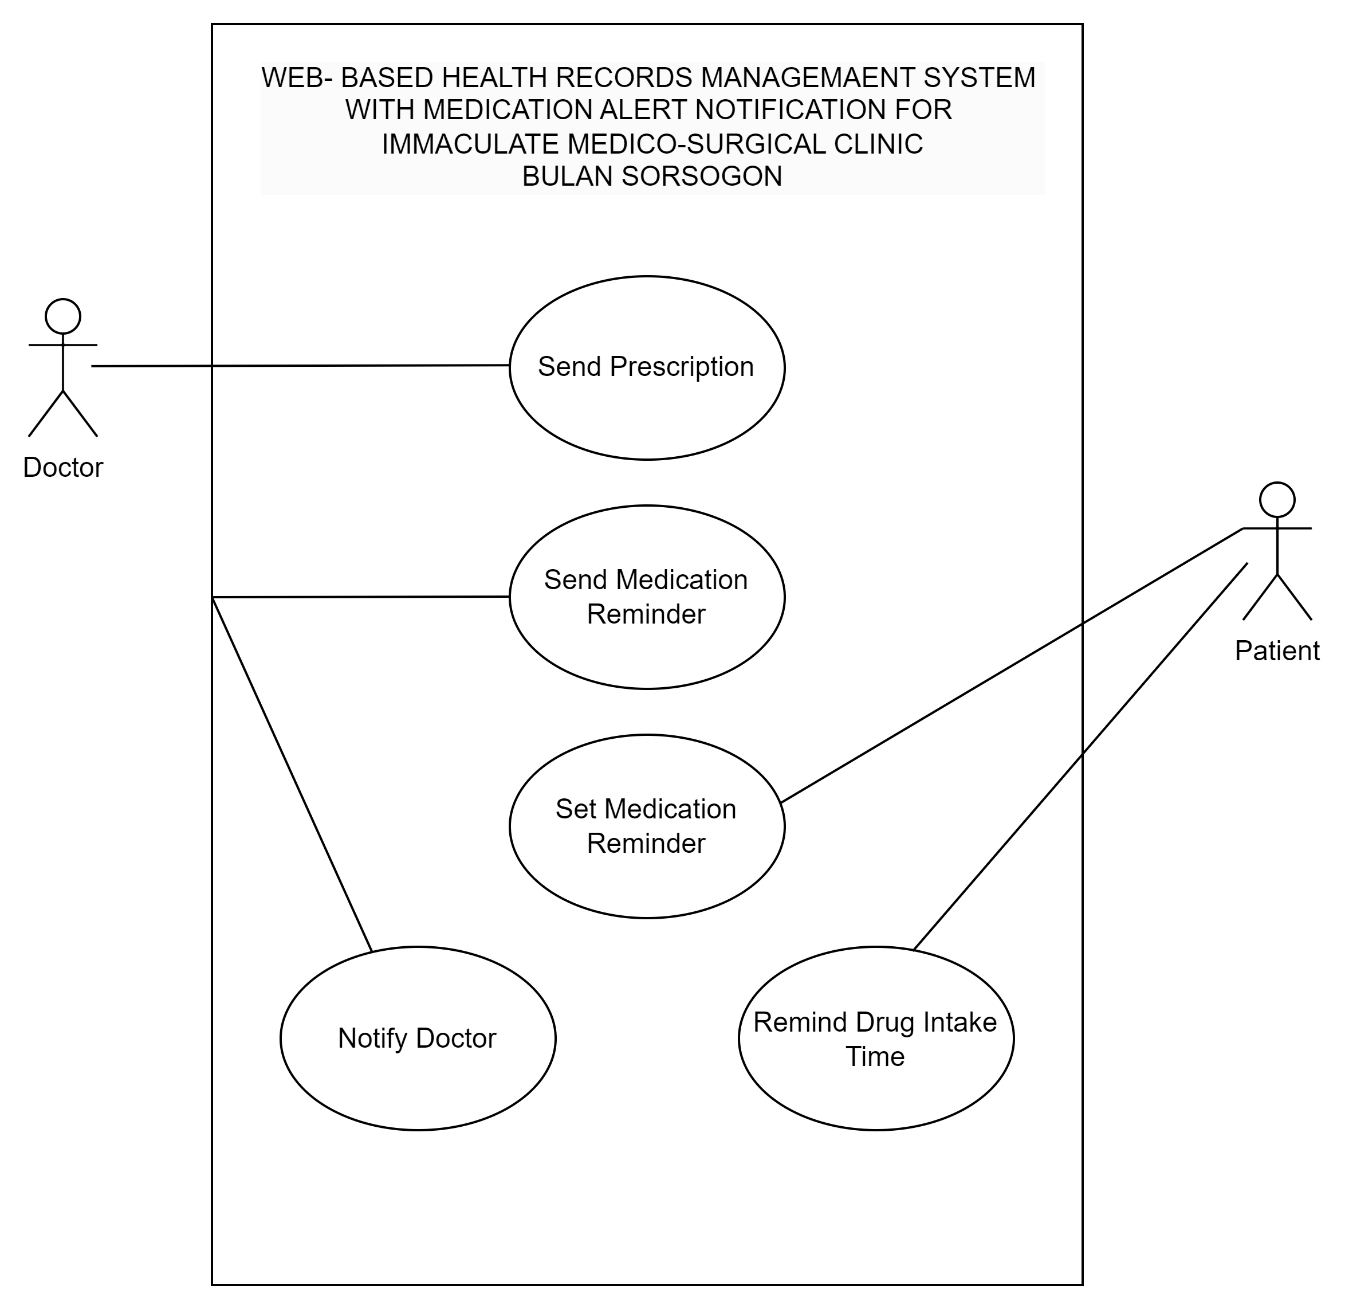 WEB- BASED HEALTH RECORDS MANAGEMAENT SYSTEM
WITH MEDICATION ALERT NOTIFICATION FOR
IMMACULATE MEDICO-SURGICAL CLINIC
BULAN SORSOGON
Send Prescription
Doctor
Send Medication
Reminder
Patient
Set Medication
Reminder
Notify Doctor
Remind Drug Intake
Time